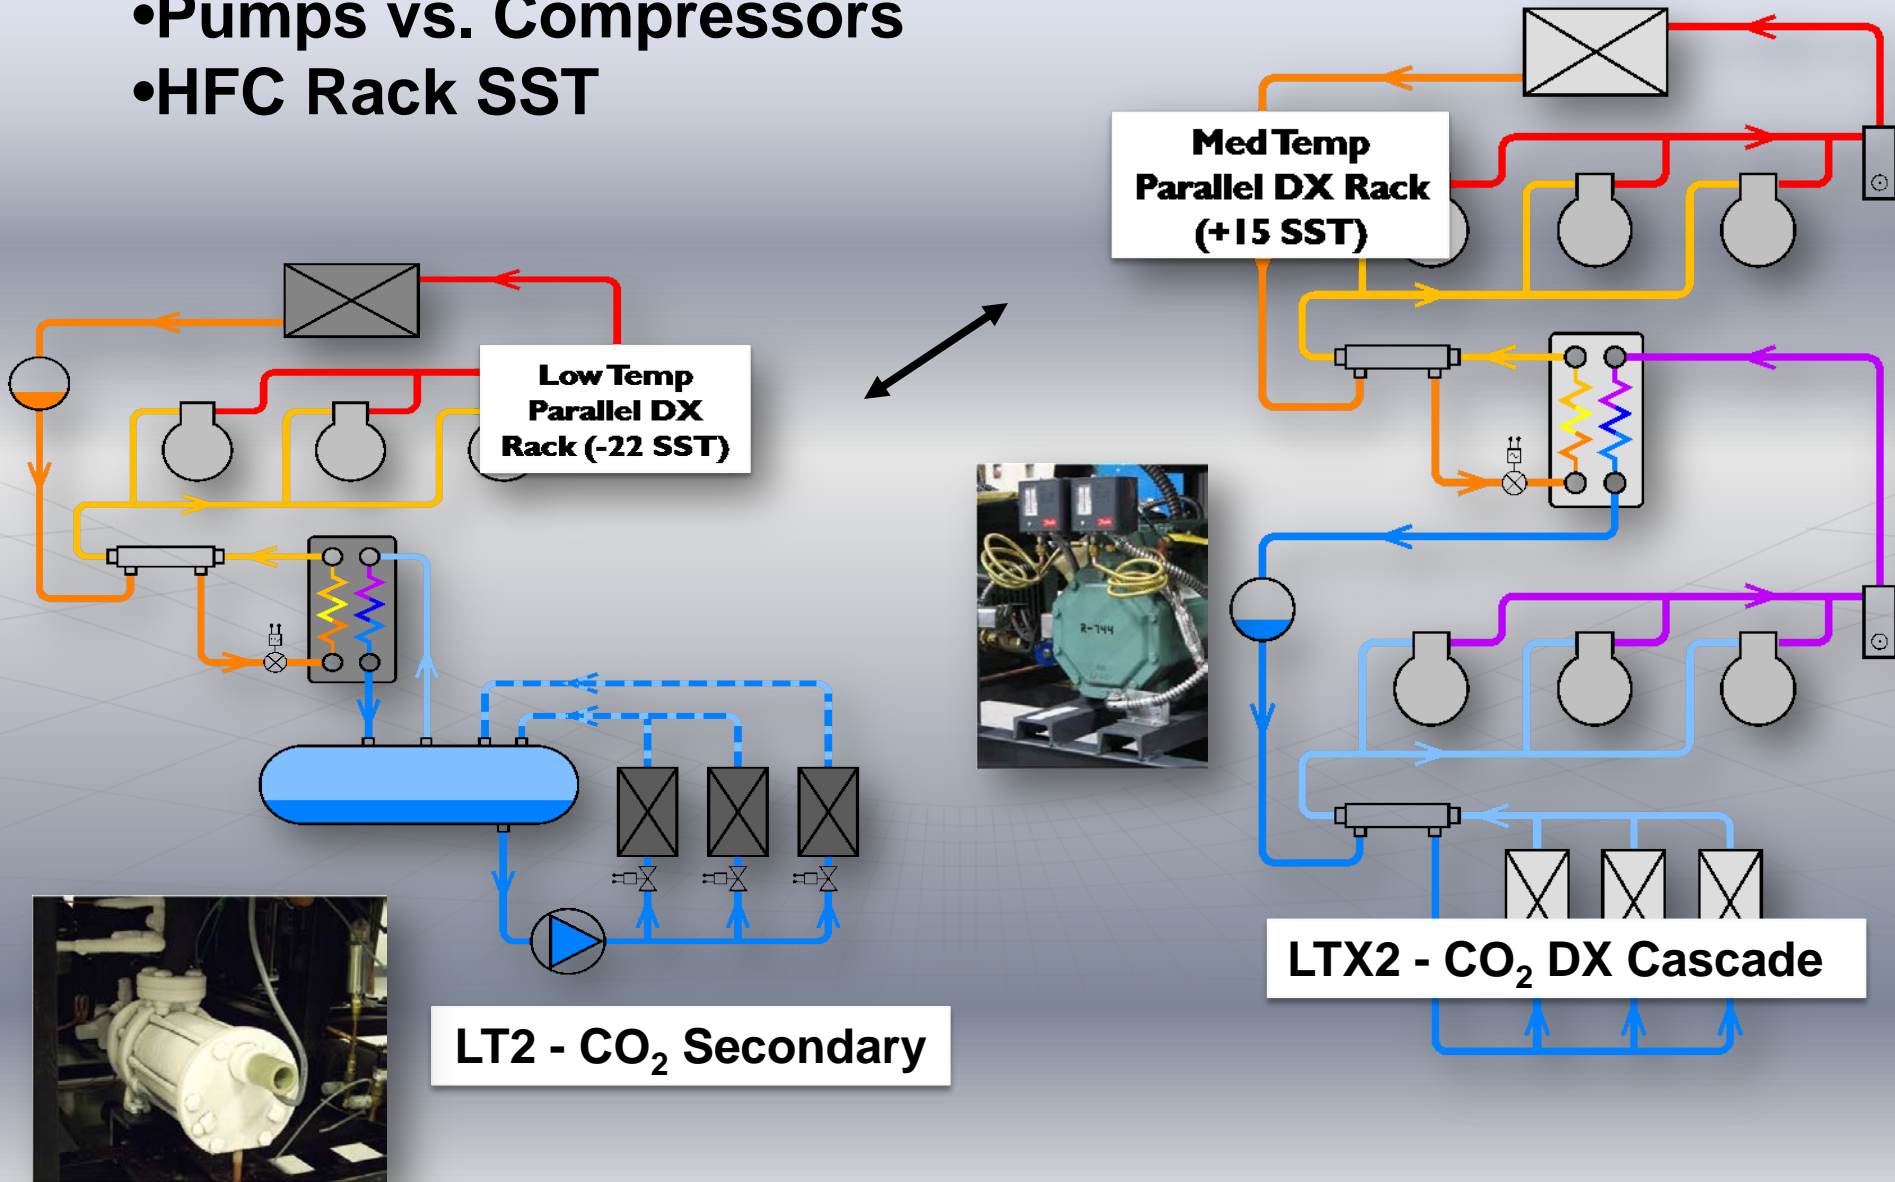 •Pumps vs. Compressors
•HFC Rack SST
Med Temp
Parallel DX Rack
(+15 SST)
Low Temp
Parallel DX
Rack (-22 SST)
R-744
LTX2 - CO₂ DX Cascade
LT2 - CO₂ Secondary